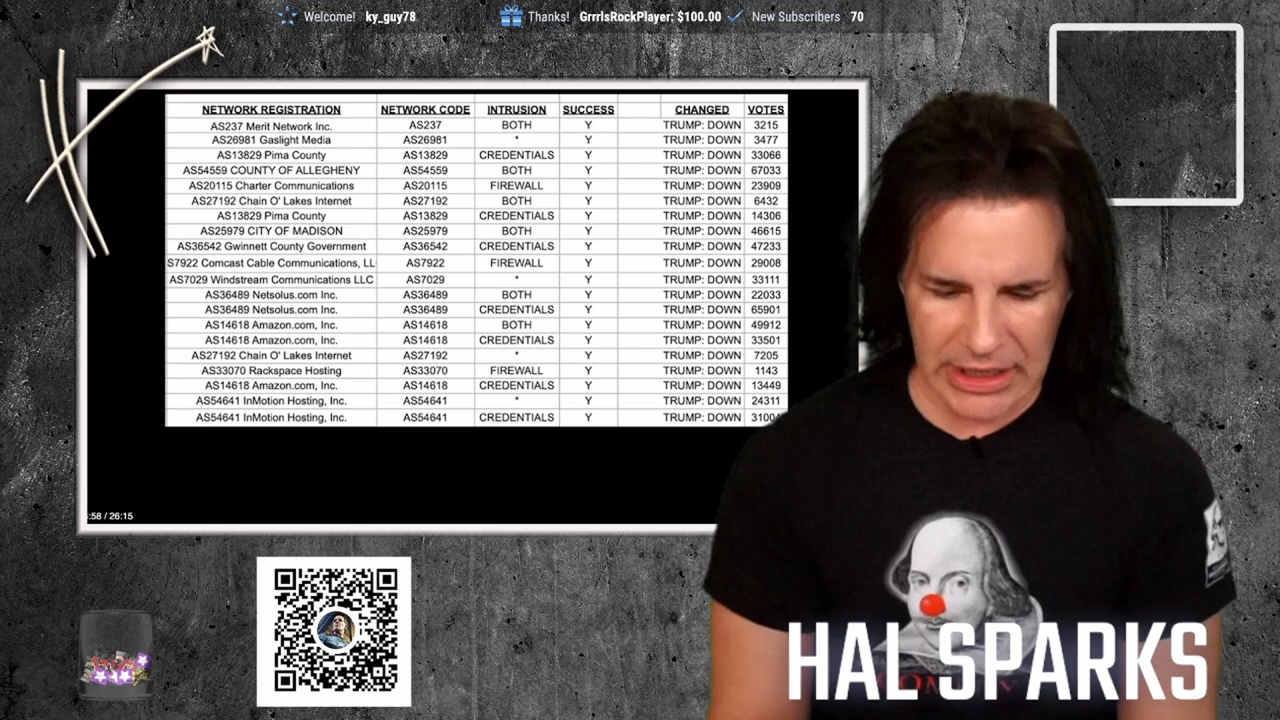 Welcome! ky_guy78 Thanks! GrrrlsRockPlayer: $100.00 New Subscribers 70
NETWORK REGISTRATION NETWORK CODE INTRUSION SUCCESS CHANGED VOTES
AS237 Merit Network Inc. AS237 BOTH Y TRUMP: DOWN 3215
AS26981 Gaslight Media AS26981 * Y TRUMP: DOWN 3477
AS13829 Pima County AS13829 CREDENTIALS Y TRUMP: DOWN 33066
AS54559 COUNTY OF ALLEGHENY AS54559 BOTH Y TRUMP: DOWN 67033
AS20115 Charter Communications AS20115 FIREWALL Y TRUMP: DOWN 23909
AS27192 Chain O' Lakes Internet AS27192 BOTH Y TRUMP: DOWN 6432
AS13829 Pima County AS13829 CREDENTIALS Y TRUMP: DOWN 14306
AS25979 CITY OF MADISON AS25979 BOTH Y TRUMP: DOWN 46615
AS36542 Gwinnett County Government AS36542 CREDENTIALS Y TRUMP: DOWN 47233
S7922 Comcast Cable Communications, LL AS7922 FIREWALL Y TRUMP: DOWN 29008
AS7029 Windstream Communications LLC AS7029 * Y TRUMP: DOWN 33111
AS36489 Netsolus.com Inc. AS36489 BOTH Y TRUMP: DOWN 22033
AS36489 Netsolus.com Inc. AS36489 CREDENTIALS Y TRUMP: DOWN 65901
AS14618 Amazon.com, Inc. AS14618 BOTH Y TRUMP: DOWN 49912
AS14618 Amazon.com, Inc. AS14618 CREDENTIALS Y TRUMP: DOWN 33501
AS27192 Chain O' Lakes Internet AS27192 * Y TRUMP: DOWN 7205
AS33070 Rackspace Hosting AS33070 FIREWALL Y TRUMP: DOWN 1143
AS14618 Amazon.com, Inc. AS14618 CREDENTIALS Y TRUMP: DOWN 13449
AS54641 InMotion Hosting, Inc. AS54641 * Y TRUMP: DOWN 24311
AS54641 InMotion Hosting, Inc. AS54641 CREDENTIALS Y TRUMP: DOWN 31004
:58 / 26:15
HAL SPARKS